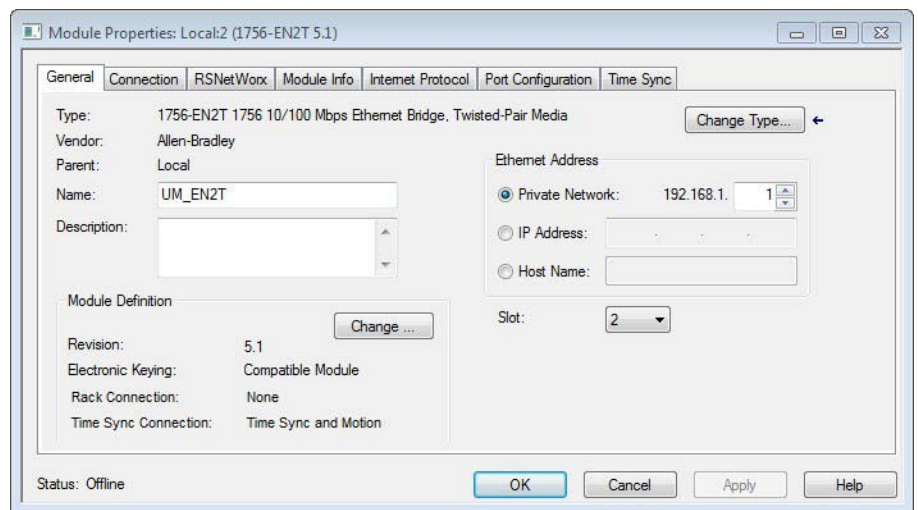 Module Properties: Local:2 (1756-EN2T 5.1)
General Connection RSNetWorx Module Info Internet Protocol Port Configuration Time Sync
Type: 1756-EN2T 1756 10/100 Mbps Ethernet Bridge, Twisted-Pair Media
Change Type...
Vendor: Allen-Bradley
Parent: Local
Name: UM_EN2T
Description:
Ethernet Address
Private Network: 192.168.1. 1
IP Address: . . .
Host Name:
Slot: 2
Module Definition
Change ...
Revision: 5.1
Electronic Keying: Compatible Module
Rack Connection: None
Time Sync Connection: Time Sync and Motion
Status: Offline
OK Cancel Apply Help